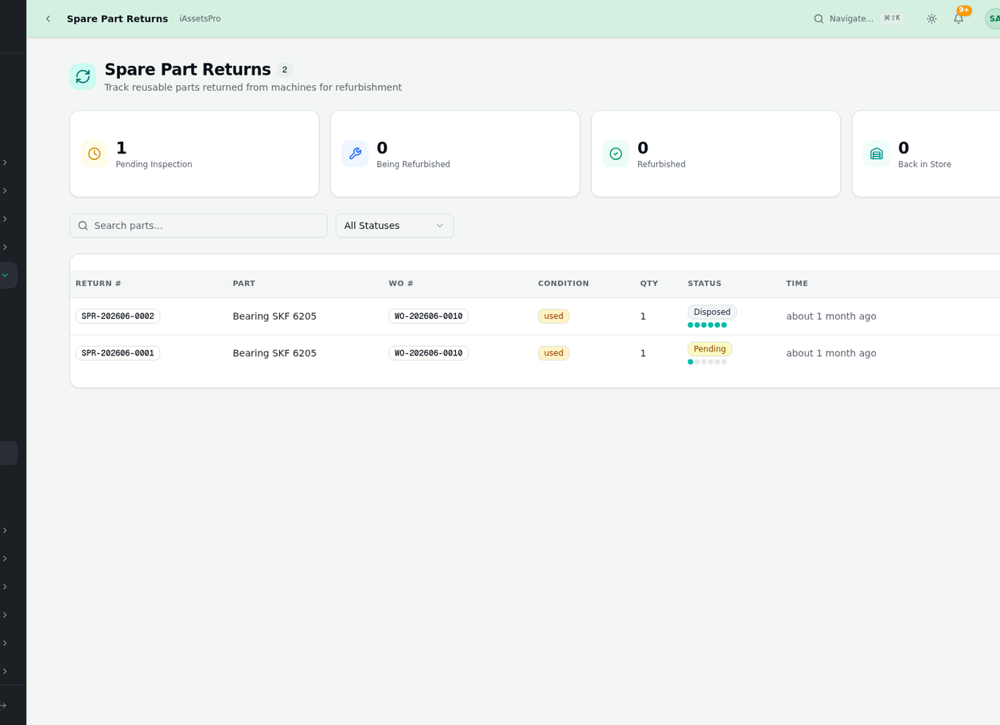 Spare Part Returns iAssetsPro Navigate... ⌘⇧K 9+ SA
Spare Part Returns 2
Track reusable parts returned from machines for refurbishment
1
Pending Inspection
0
Being Refurbished
0
Refurbished
0
Back in Store
Search parts... All Statuses
RETURN # PART WO # CONDITION QTY STATUS TIME
SPR-202606-0002 Bearing SKF 6205 WO-202606-0010 used 1 Disposed about 1 month ago
SPR-202606-0001 Bearing SKF 6205 WO-202606-0010 used 1 Pending about 1 month ago